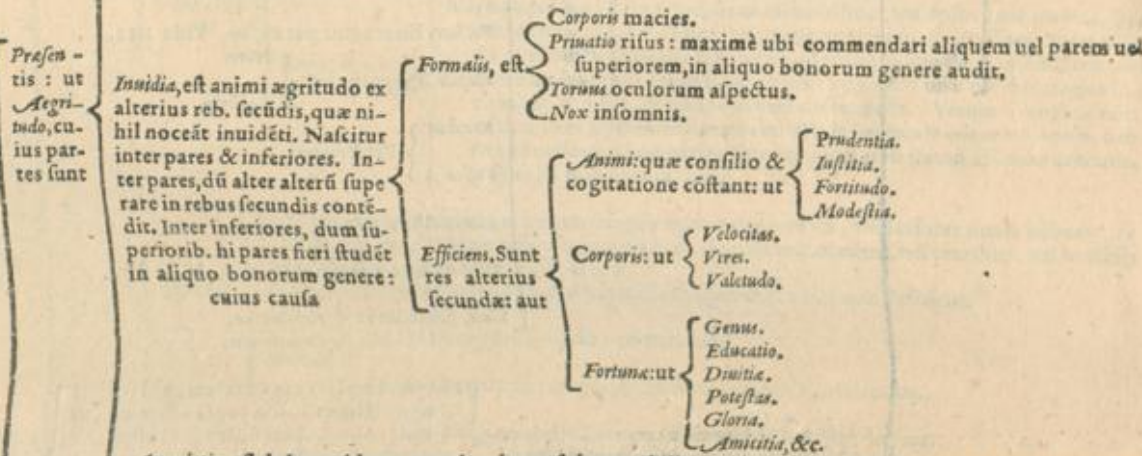 Præsen-
tis : ut
Aegri-
tudo, cu-
ius par-
tes sunt
Inuidia, est animi ægritudo ex
alterius reb. secūdis, quæ ni-
hil noceāt inuidēti. Nascitur
inter pares & inferiores. In-
ter pares, dū alter alterū supe
rare in rebus secundis contē-
dit. Inter inferiores, dum su-
periorib. hi pares fieri studēt
in aliquo bonorum genere:
cuius causa
Formalis, est
Corporis macies.
Priuatio risus : maximè ubi commendari aliquem uel parem uel
superiorem, in aliquo bonorum genere audit.
Toruus oculorum aspectus.
Nox insomnis.
Efficiens. Sunt
res alterius
secundæ: aut
Animi: quæ consilio &
cogitatione cōstant: ut
Prudentia.
Iustitia.
Fortitudo.
Modestia.
Corporis: ut
Velocitas.
Vires.
Valetudo.
Fortunæ: ut
Genus.
Educatio.
Diuitiæ.
Potestas.
Gloria.
Amicitia, &c.